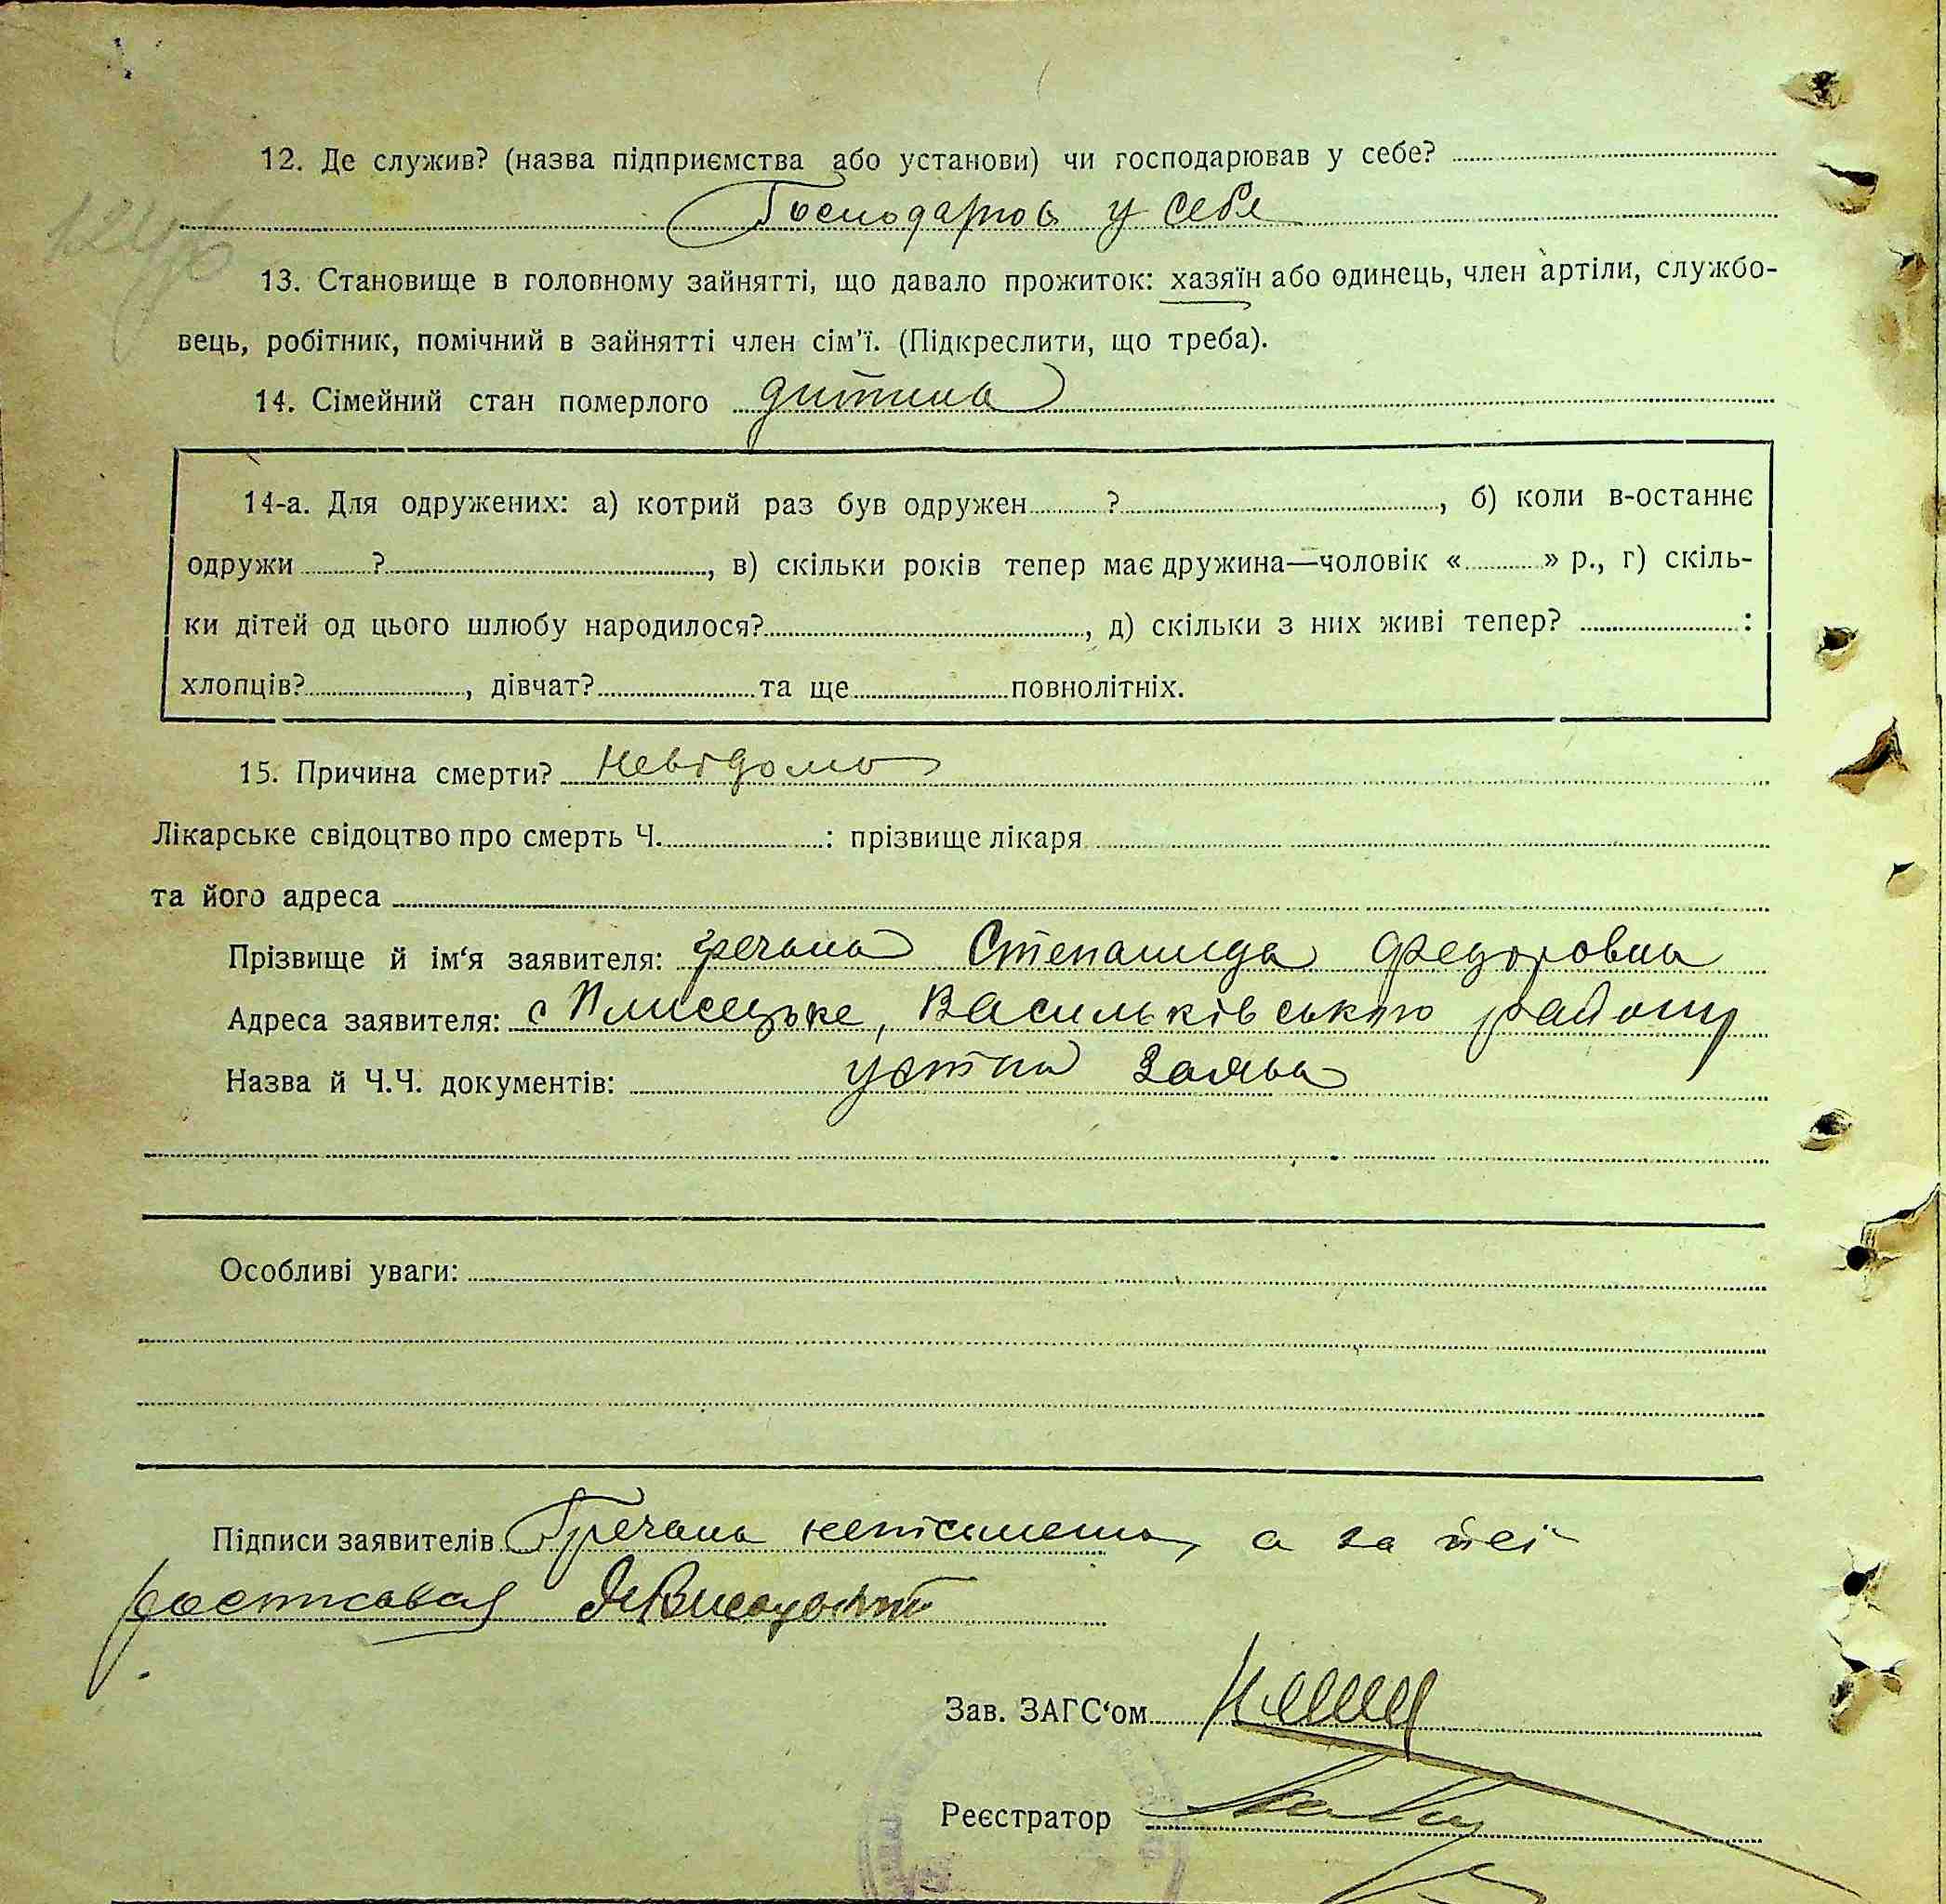 12. Де служив? (назва підприємства або установи) чи господарював у себе?
Господарюв у себе
13. Становище в головному зайнятті, що давало прожиток: хазяїн або одинець, член артіли, службо-
вець, робітник, помічний в зайнятті член сім'ї. (Підкреслити, що треба).
14. Сімейний стан померлого дитина
14-а. Для одружених: а) котрий раз був одружен ? , б) коли в-останнє
одружи ? , в) скільки років тепер має дружина—чоловік « » р., г) скіль-
ки дітей од цього шлюбу народилося? , д) скільки з них живі тепер? :
хлопців? , дівчат? та ще повнолітніх.
15. Причина смерти? Невідомо
Лікарське свідоцтво про смерть Ч. : прізвище лікаря
та його адреса
Прізвище й ім'я заявителя: гречана Степанида Федоровна
Адреса заявителя: с Плисецьке, Васильківського району
Назва й Ч.Ч. документів: устна заява
Особливі уваги:
Підписи заявителів Гречана неписьмена, а за неї
росписався
Зав. ЗАГС'ом
Реєстратор